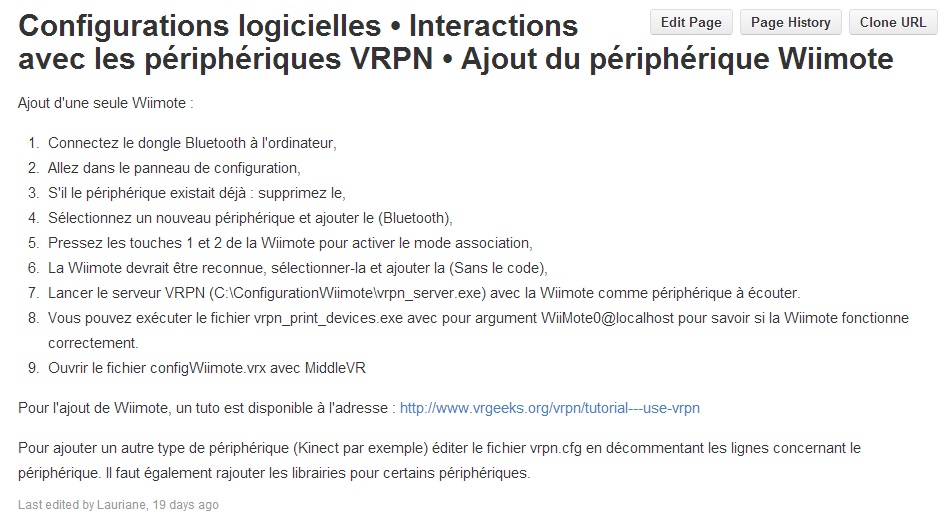 Configurations logicielles • Interactions
avec les périphériques VRPN • Ajout du périphérique Wiimote
Edit Page
Page History
Clone URL
Ajout d'une seule Wiimote :
1. Connectez le dongle Bluetooth à l'ordinateur,
2. Allez dans le panneau de configuration,
3. S'il le périphérique existait déjà : supprimez le,
4. Sélectionnez un nouveau périphérique et ajouter le (Bluetooth),
5. Pressez les touches 1 et 2 de la Wiimote pour activer le mode association,
6. La Wiimote devrait être reconnue, sélectionner-la et ajouter la (Sans le code),
7. Lancer le serveur VRPN (C:\ConfigurationWiimote\vrpn_server.exe) avec la Wiimote comme périphérique à écouter.
8. Vous pouvez exécuter le fichier vrpn_print_devices.exe avec pour argument WiiMote0@localhost pour savoir si la Wiimote fonctionne
correctement.
9. Ouvrir le fichier configWiimote.vrx avec MiddleVR
Pour l'ajout de Wiimote, un tuto est disponible à l'adresse : http://www.vrgeeks.org/vrpn/tutorial---use-vrpn
Pour ajouter un autre type de périphérique (Kinect par exemple) éditer le fichier vrpn.cfg en décommentant les lignes concernant le
périphérique. Il faut également rajouter les librairies pour certains périphériques.
Last edited by Lauriane, 19 days ago